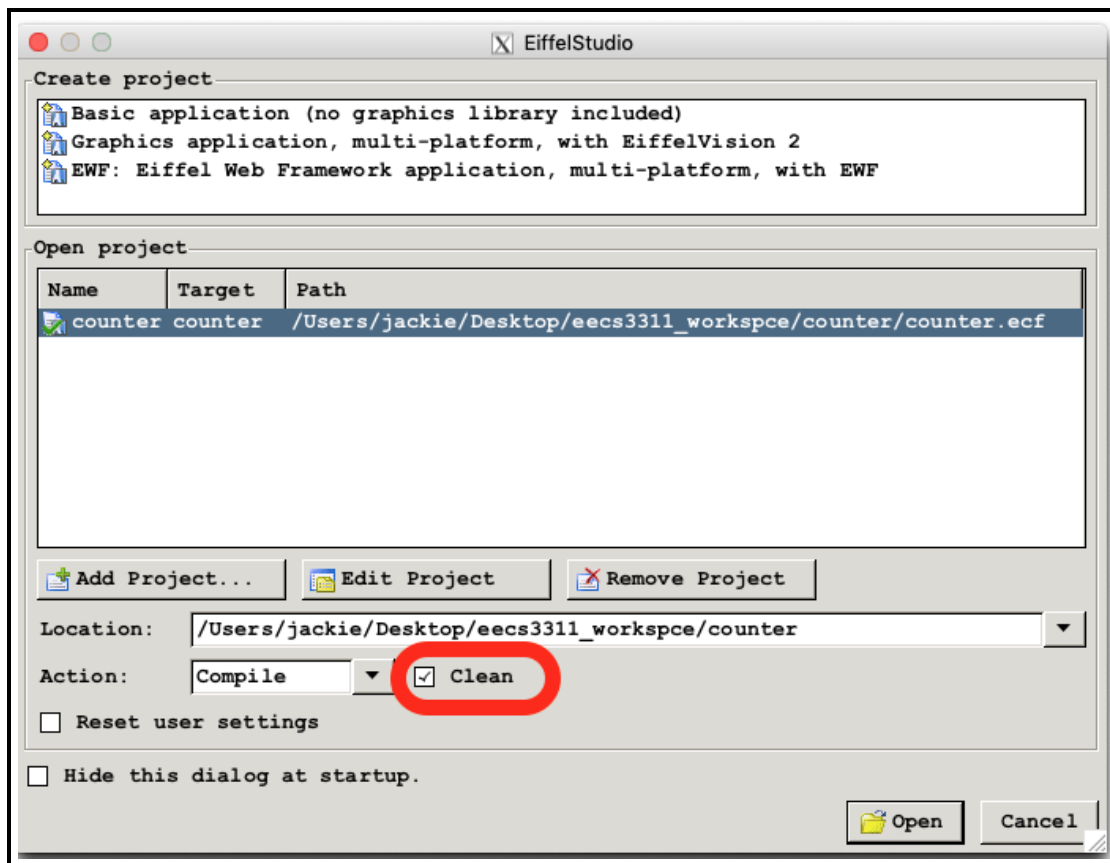 EiffelStudio
Create project
Basic application (no graphics library included)
Graphics application, multi-platform, with EiffelVision 2
EWF: Eiffel Web Framework application, multi-platform, with EWF
Open project
Name Target Path
counter counter /Users/jackie/Desktop/eecs3311_workspce/counter/counter.ecf
Add Project... Edit Project Remove Project
Location: /Users/jackie/Desktop/eecs3311_workspce/counter
Action: Compile Clean
Reset user settings
Hide this dialog at startup.
Open Cancel